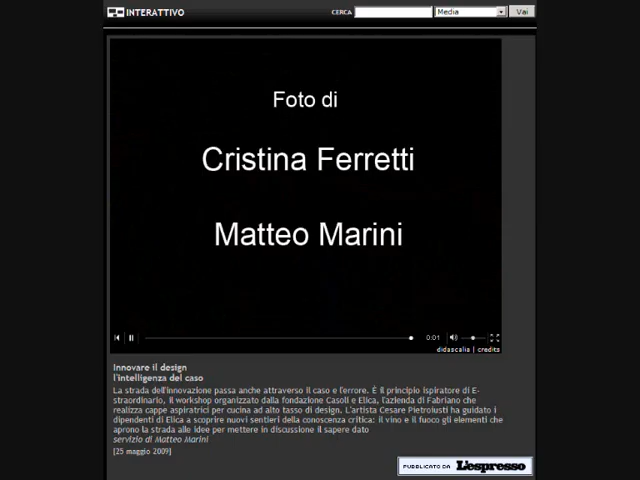 INTERATTIVO
CERCA Media Vai
Foto di
Cristina Ferretti
Matteo Marini
0:01
didascalia | credits
Innovare il design
l'intelligenza del caso
La strada dell'innovazione passa anche attraverso il caso e l'errore. È il principio ispiratore di E-
straordinario, il workshop organizzato dalla fondazione Casoli e Elica, l'azienda di Fabriano che
realizza cappe aspiratrici per cucina ad alto tasso di design. L'artista Cesare Pietroiusti ha guidato i
dipendenti di Elica a scoprire nuovi sentieri della conoscenza critica: il vino e il fuoco gli elementi che
aprono la strada alle idee per mettere in discussione il sapere dato
servizio di Matteo Marini
[25 maggio 2009]
PUBBLICATO DA L'espresso